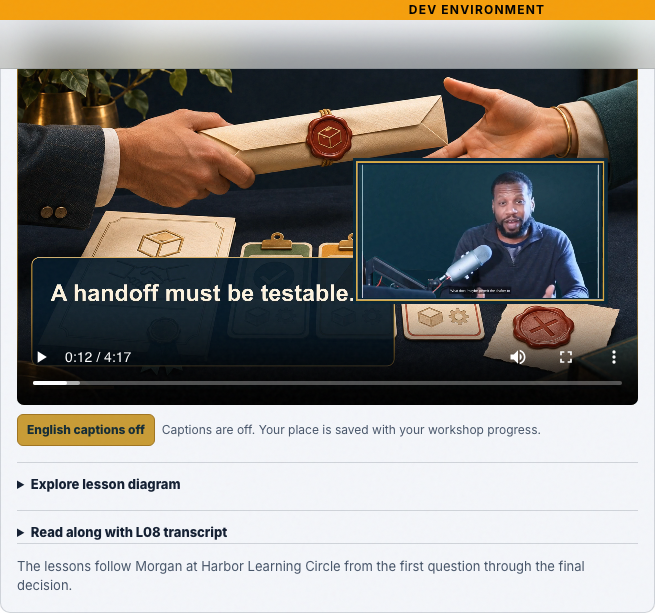 DEV ENVIRONMENT
A handoff must be testable.
0:12 / 4:17
English captions off
Captions are off. Your place is saved with your workshop progress.
Explore lesson diagram
Read along with L08 transcript
The lessons follow Morgan at Harbor Learning Circle from the first question through the final
decision.